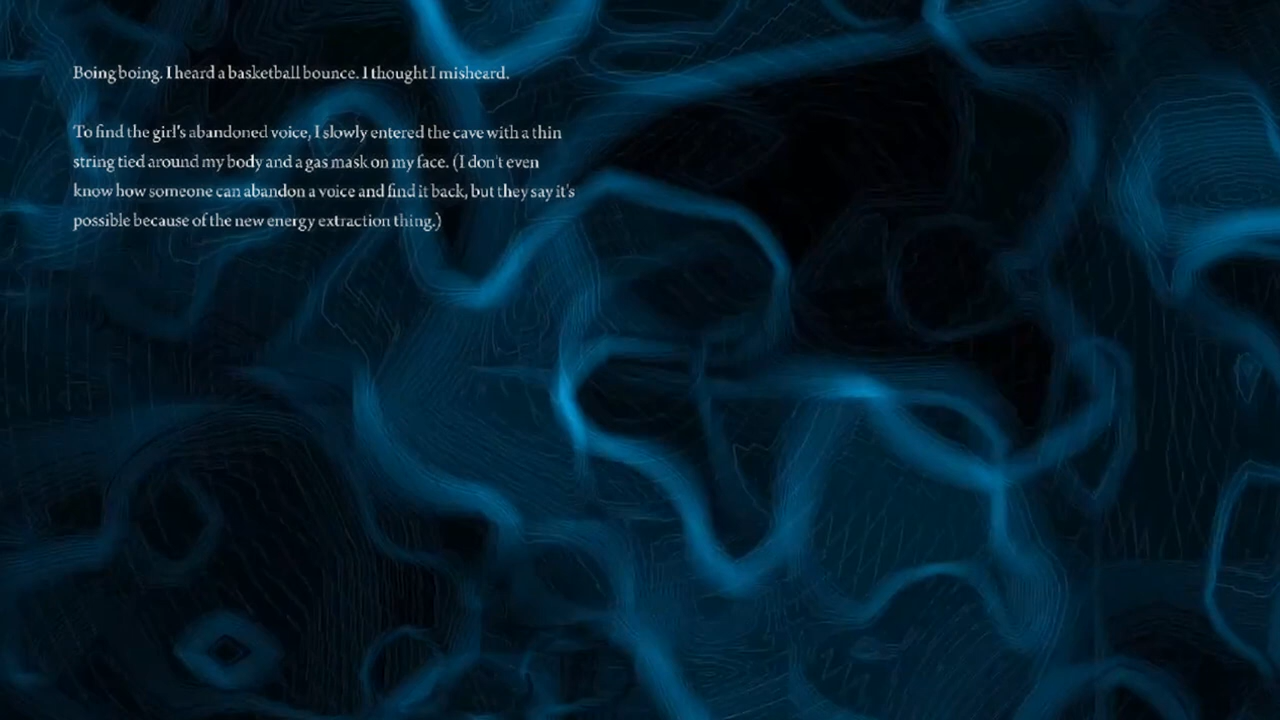 Boing boing. I heard a basketball bounce. I thought I misheard.
To find the girl's abandoned voice, I slowly entered the cave with a thin
string tied around my body and a gas mask on my face. (I don't even
know how someone can abandon a voice and find it back, but they say it's
possible because of the new energy extraction thing.)